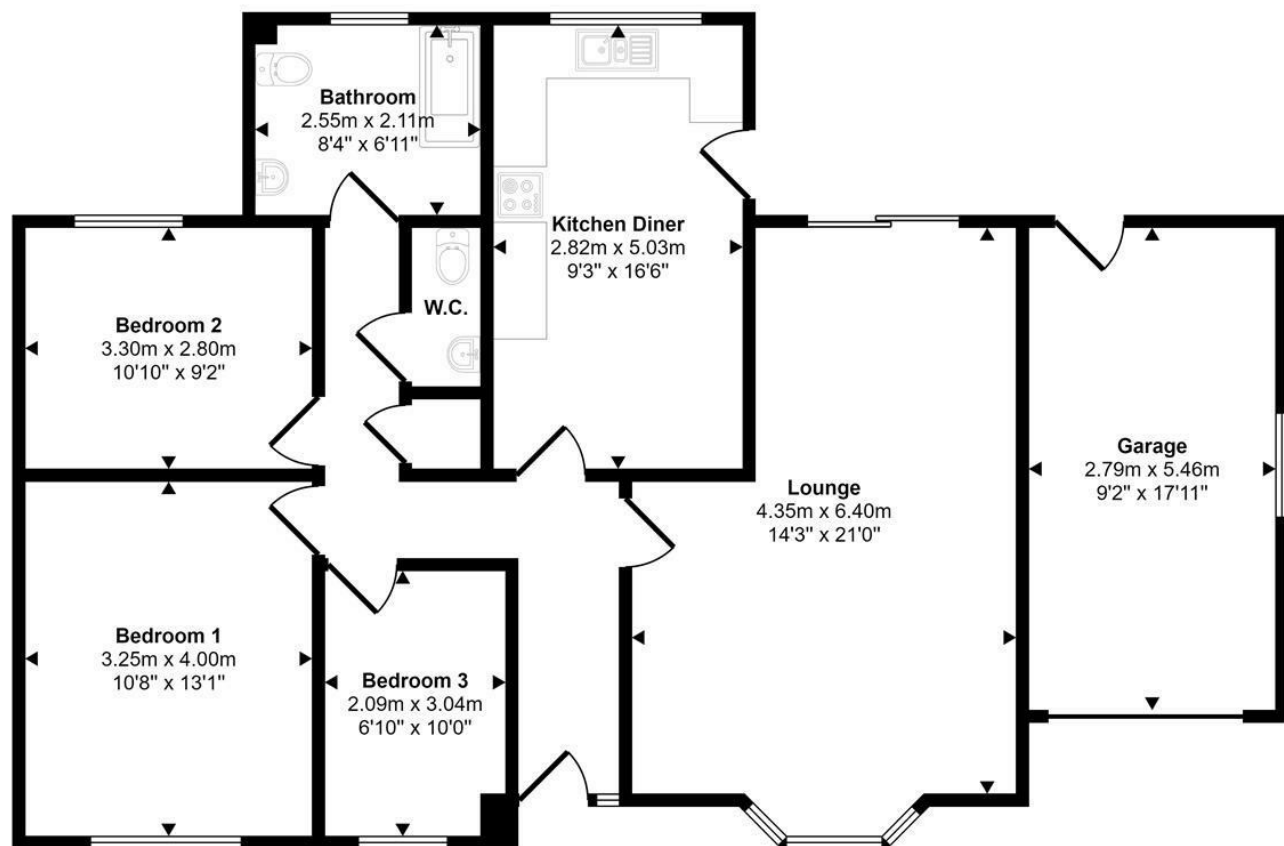 Bathroom
2.55m x 2.11m
8'4" x 6'11"
Kitchen Diner
2.82m x 5.03m
9'3" x 16'6"
W.C.
Bedroom 2
3.30m x 2.80m
10'10" x 9'2"
Garage
2.79m x 5.46m
9'2" x 17'11"
Lounge
4.35m x 6.40m
14'3" x 21'0"
Bedroom 1
3.25m x 4.00m
10'8" x 13'1"
Bedroom 3
2.09m x 3.04m
6'10" x 10'0"